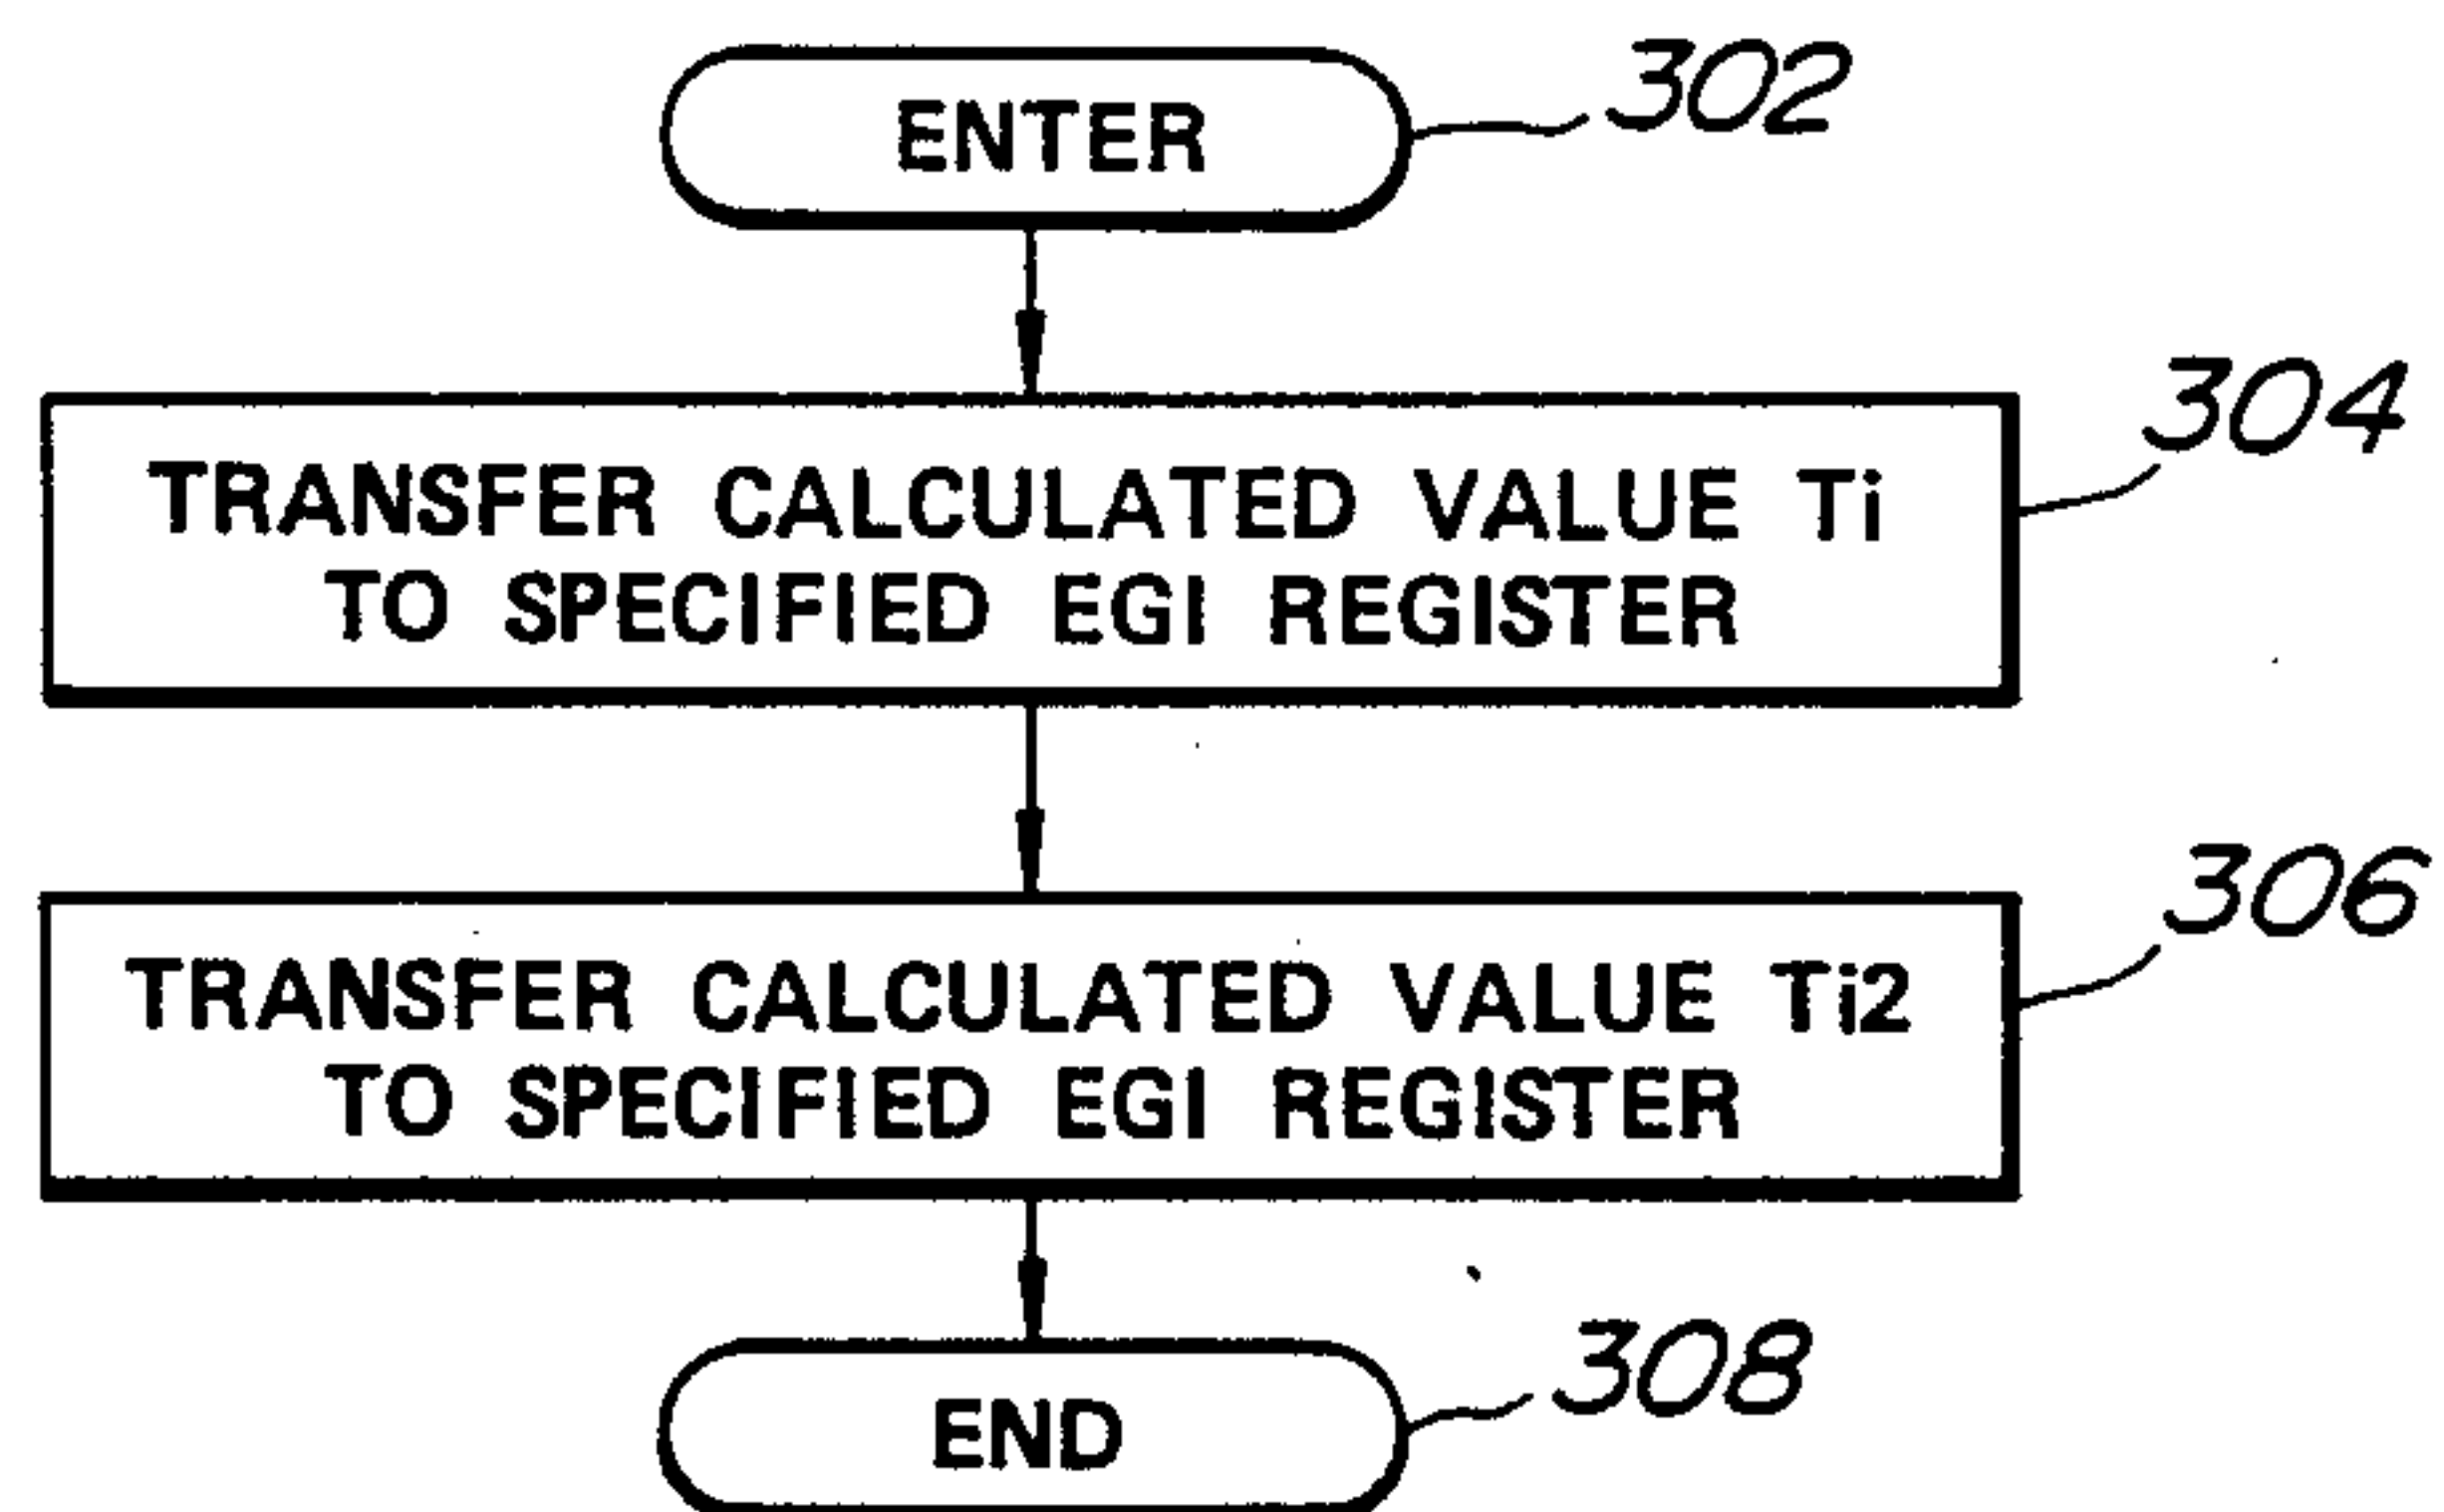 ENTER
302
304
TRANSFER CALCULATED VALUE Ti
TO SPECIFIED EGI REGISTER
306
TRANSFER CALCULATED VALUE Ti2
TO SPECIFIED EGI REGISTER
308
END